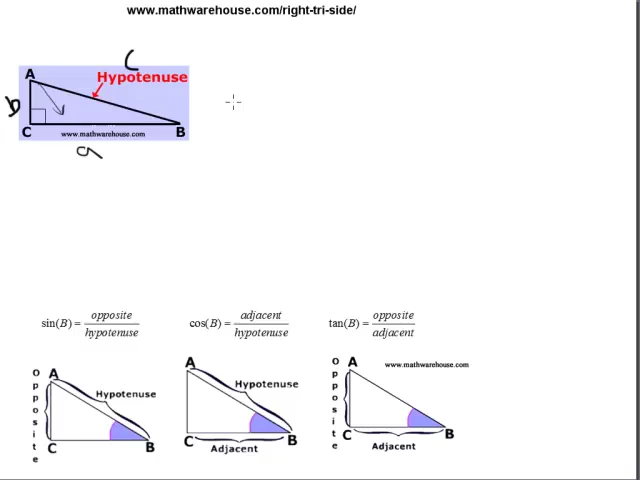 www.mathwarehouse.com/right-tri-side/
c
A
Hypotenuse
b
C
www.mathwarehouse.com
B
a
sin(B) = opposite / hypotenuse
cos(B) = adjacent / hypotenuse
tan(B) = opposite / adjacent
A
Opposite
Hypotenuse
C
B
A
Hypotenuse
C
B
Adjacent
Opposite
A
www.mathwarehouse.com
C
B
Adjacent